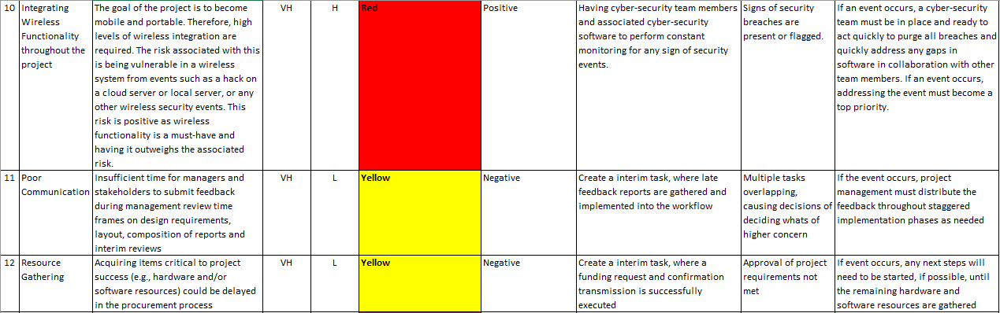 10
Integrating
Wireless
Functionality
throughout the
project
The goal of the project is to become
mobile and portable. Therefore, high
levels of wireless integration are
required. The risk associated with this
is being vulnerable in a wireless
system from events such as a hack on
a cloud server or local server, or any
other wireless security events. This
risk is positive as wireless
functionality is a must-have and
having it outweighs the associated
risk.
VH
H
Red
Positive
Having cyber-security team members
and associated cyber-security
software to perform constant
monitoring for any sign of security
events.
Signs of security
breaches are
present or flagged.
If an event occurs, a cyber-security
team must be in place and ready to
act quickly to purge all breaches and
quickly address any gaps in
software in collaboration with other
team members. If an event occurs,
addressing the event must become a
top priority.
11
Poor
Communication
Insufficient time for managers and
stakeholders to submit feedback
during management review time
frames on design requirements,
layout, composition of reports and
interim reviews
VH
L
Yellow
Negative
Create a interim task, where late
feedback reports are gathered and
implemented into the workflow
Multiple tasks
overlapping,
causing decisions of
deciding whats of
higher concern
If the event occurs, project
management must distribute the
feedback throughout staggered
implementation phases as needed
12
Resource
Gathering
Acquiring items critical to project
success (e.g., hardware and/or
software resources) could be delayed
in the procurement process
VH
L
Yellow
Negative
Create a interim task, where a
funding request and confirmation
transmission is successfully
executed
Approval of project
requirements not
met
If event occurs, any next steps will
need to be started, if possible, until
the remaining hardware and
software resources are gathered